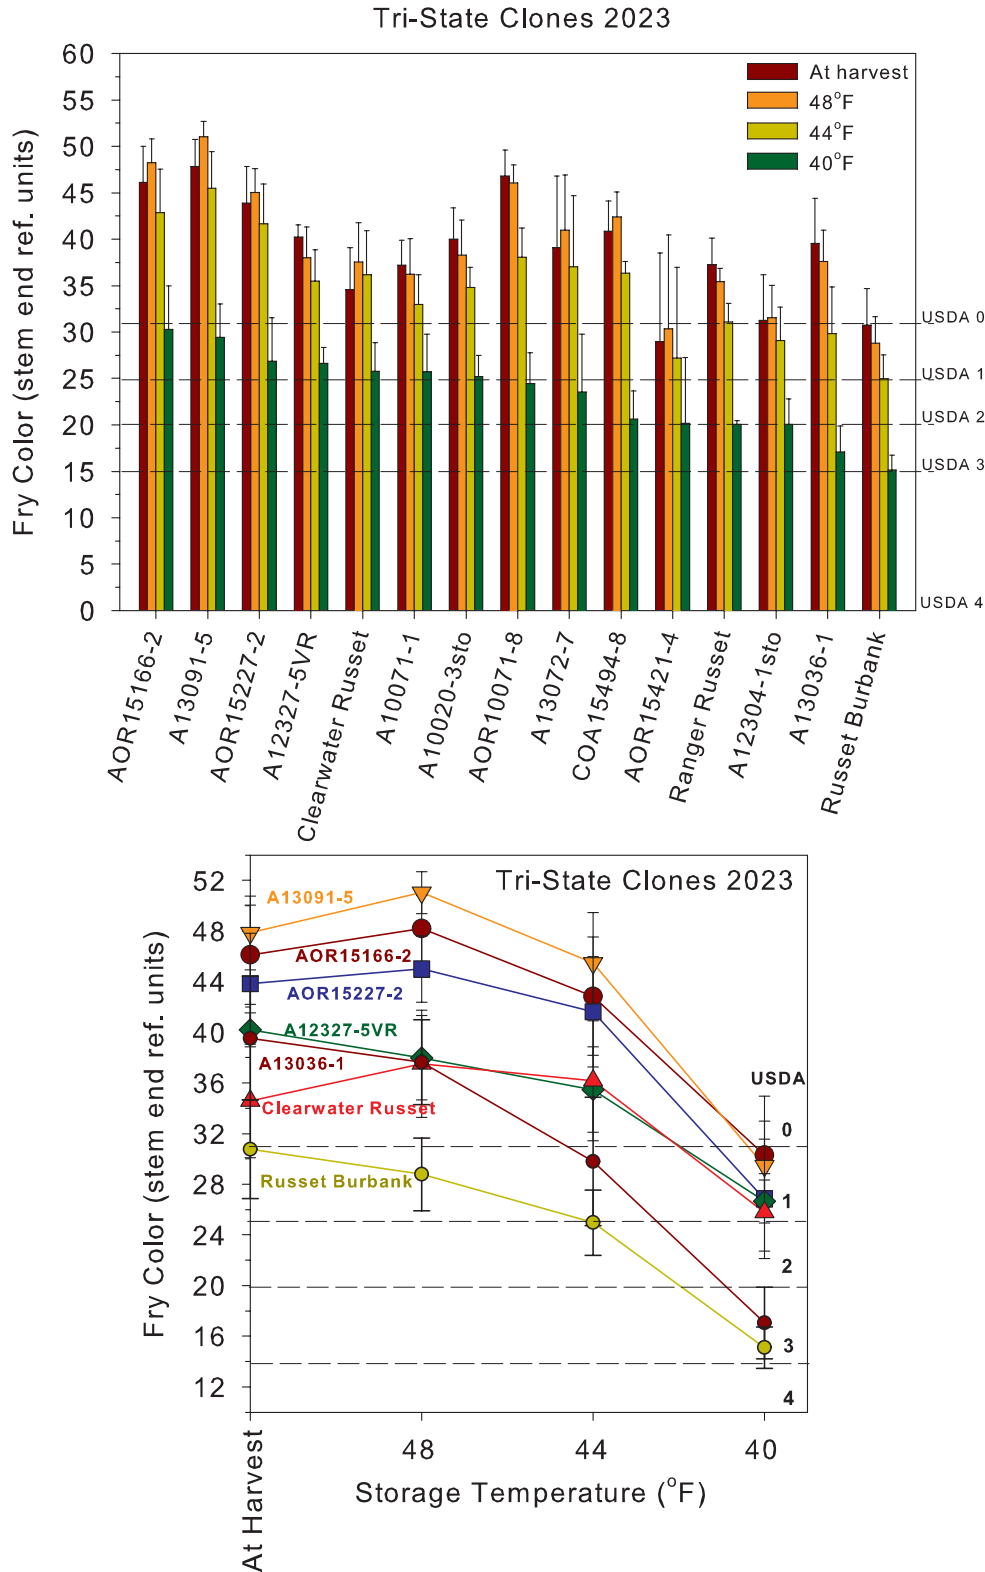 Tri-State Clones 2023
Fry Color (stem end ref. units)
60
55
50
45
40
35
30
25
20
15
10
5
0
At harvest
48°F
44°F
40°F
USDA 0
USDA 1
USDA 2
USDA 3
USDA 4
AOR15166-2
A13091-5
AOR15227-2
A12327-5VR
Clearwater Russet
A10071-1
A10020-3sto
AOR10071-8
A13072-7
COA15494-8
AOR15421-4
Ranger Russet
A12304-1sto
A13036-1
Russet Burbank
Tri-State Clones 2023
Fry Color (stem end ref. units)
52
48
44
40
36
32
28
24
20
16
12
A13091-5
AOR15166-2
AOR15227-2
A12327-5VR
A13036-1
Clearwater Russet
Russet Burbank
USDA
0
1
2
3
4
At Harvest
48
44
40
Storage Temperature (°F)